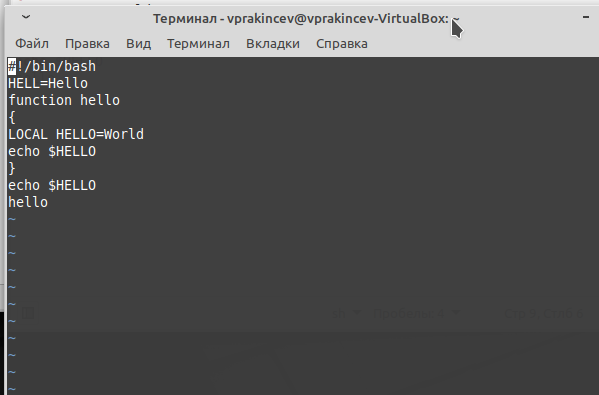 Терминал - vprakincev@vprakincev-VirtualBox: ~
Файл Правка Вид Терминал Вкладки Справка
#!/bin/bash
HELL=Hello
function hello
{
LOCAL HELLO=World
echo $HELLO
}
echo $HELLO
hello
~
~
~
~
~
~
~
~
~
~
~